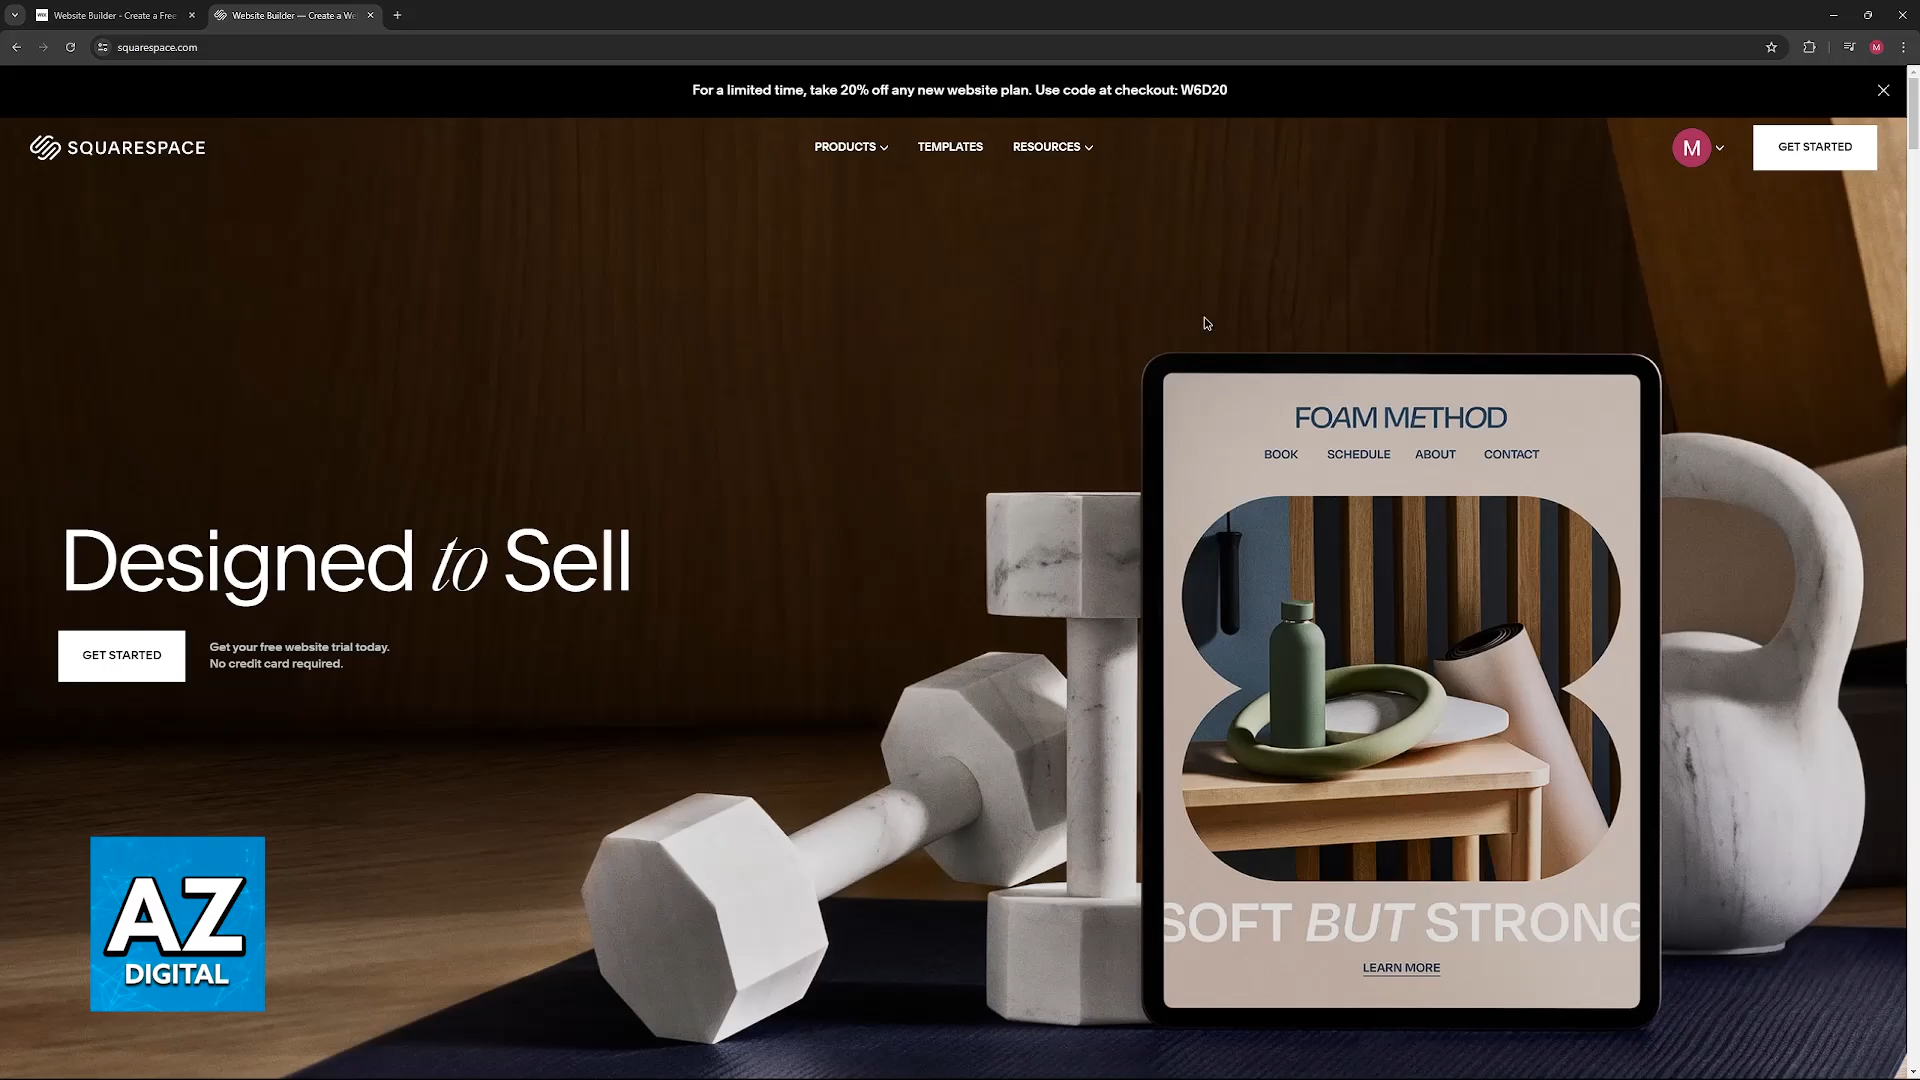 Website Builder - Create a Free
Website Builder — Create a We
squarespace.com
M
For a limited time, take 20% off any new website plan. Use code at checkout: W6D20
SQUARESPACE
PRODUCTS
TEMPLATES
RESOURCES
M
GET STARTED
FOAM METHOD
BOOK
SCHEDULE
ABOUT
CONTACT
Designed to Sell
GET STARTED
Get your free website trial today.
No credit card required.
SOFT BUT STRONG
LEARN MORE
AZ
DIGITAL